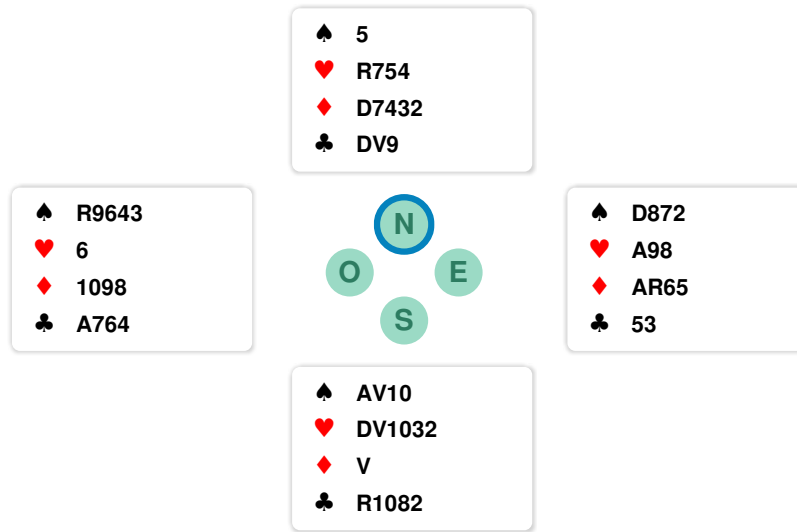 ♠ 5
♥ R754
♦ D7432
♣ DV9
♠ R9643
♥ 6
♦ 1098
♣ A764
N
O E
S
♠ D872
♥ A98
♦ AR65
♣ 53
♠ AV10
♥ DV1032
♦ V
♣ R1082